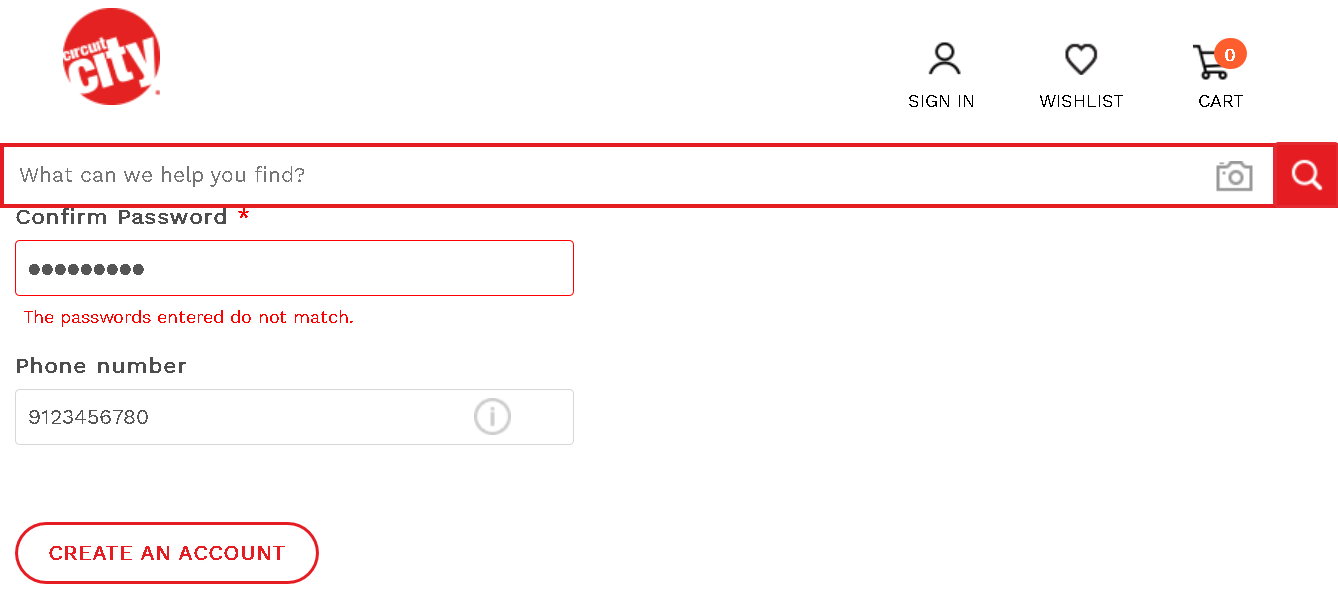 circuit
city
0
SIGN IN
WISHLIST
CART
What can we help you find?
Confirm Password *
•••••••••
The passwords entered do not match.
Phone number
9123456780
CREATE AN ACCOUNT